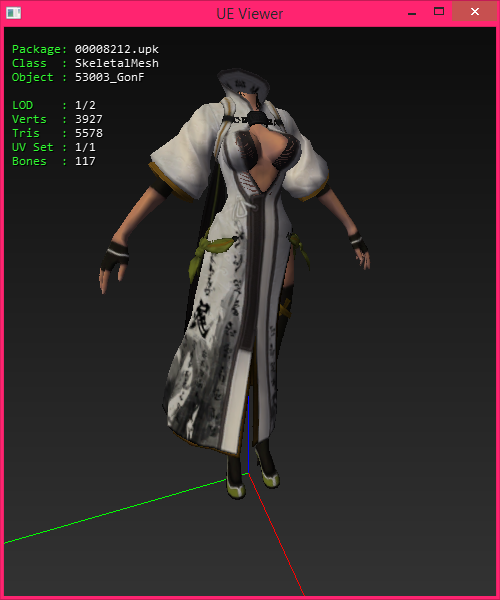 UE Viewer
Package: 00008212.upk
Class : SkeletalMesh
Object : 53003_GonF
LOD : 1/2
Verts : 3927
Tris : 5578
UV Set : 1/1
Bones : 117